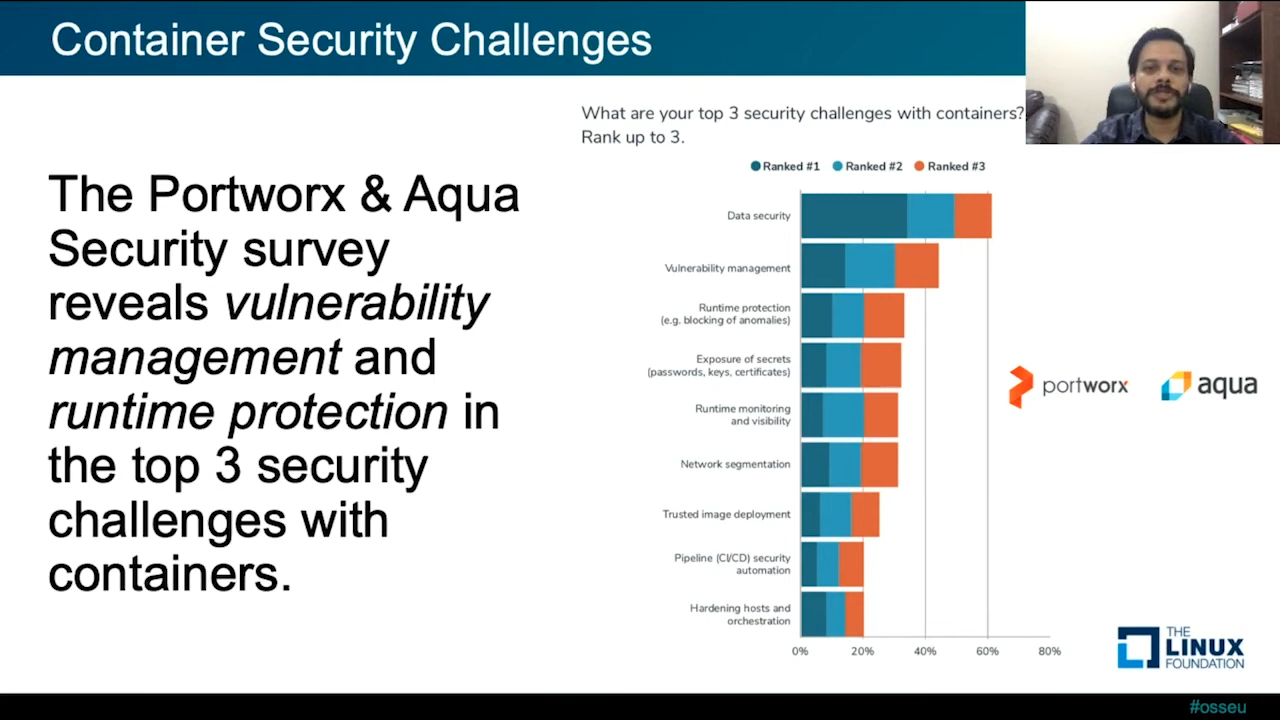 Container Security Challenges
What are your top 3 security challenges with containers?
Rank up to 3.
Ranked #1 Ranked #2 Ranked #3
The Portworx & Aqua
Security survey
reveals vulnerability
management and
runtime protection in
the top 3 security
challenges with
containers.
Data security
Vulnerability management
Runtime protection
(e.g. blocking of anomalies)
Exposure of secrets
(passwords, keys, certificates)
Runtime monitoring
and visibility
Network segmentation
Trusted image deployment
Pipeline (CI/CD) security
automation
Hardening hosts and
orchestration
0% 20% 40% 60% 80%
portworx
aqua
THE
LINUX
FOUNDATION
#osseu